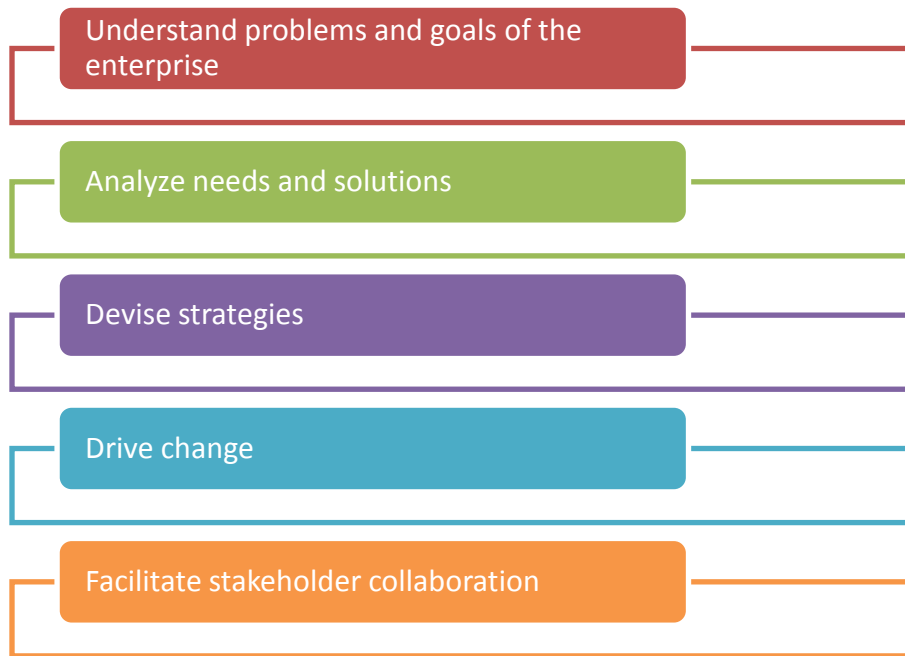 Understand problems and goals of the
enterprise
Analyze needs and solutions
Devise strategies
Drive change
Facilitate stakeholder collaboration